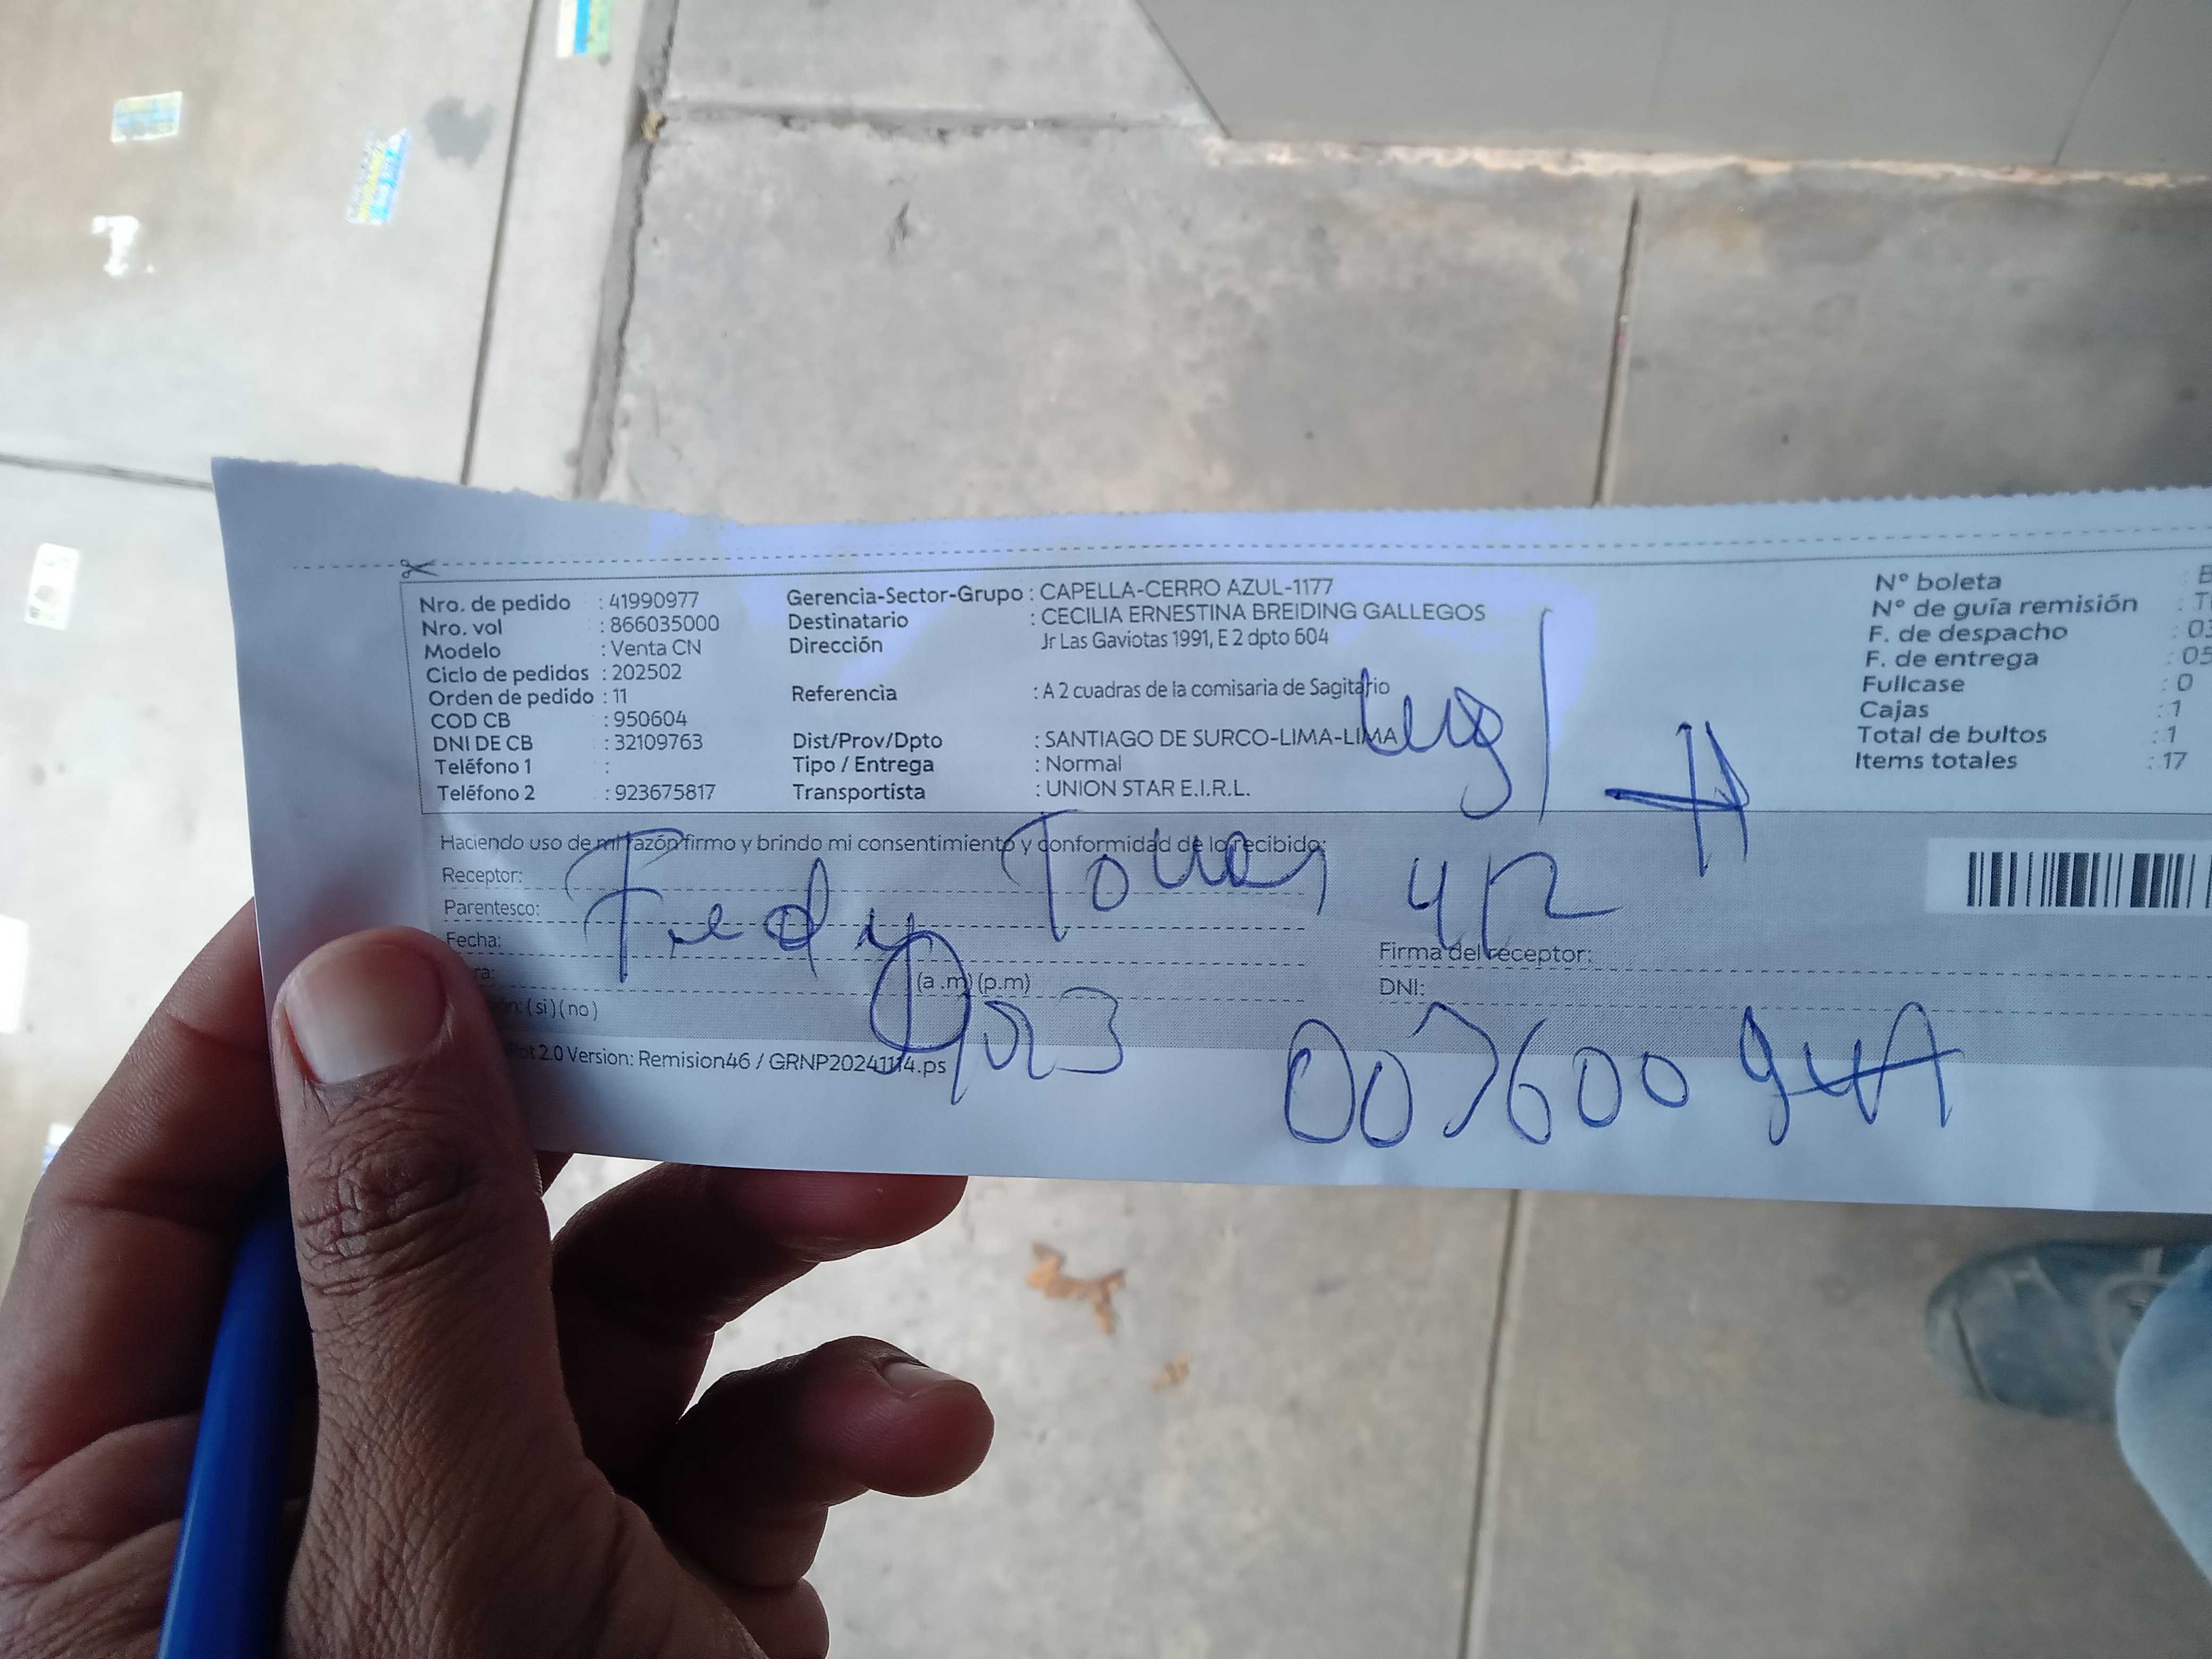 Nro. de pedido : 41990977
Nro. vol : 866035000
Modelo : Venta CN
Ciclo de pedidos : 202502
Orden de pedido : 11
COD CB : 950604
DNI DE CB : 32109763
Teléfono 1 :
Teléfono 2 : 923675817
Gerencia-Sector-Grupo : CAPELLA-CERRO AZUL-1177
Destinatario : CECILIA ERNESTINA BREIDING GALLEGOS
Dirección Jr Las Gaviotas 1991, E 2 dpto 604
Referencia : A 2 cuadras de la comisaria de Sagitario
Dist/Prov/Dpto : SANTIAGO DE SURCO-LIMA-LIMA
Tipo / Entrega : Normal
Transportista : UNION STAR E.I.R.L.
N° boleta :
N° de guía remisión :
F. de despacho : 03
F. de entrega : 05
Fullcase : 0
Cajas : 1
Total de bultos : 1
Items totales : 17
Haciendo uso de mi razón firmo y brindo mi consentimiento y conformidad de lo recibido:
Receptor:
Parentesco:
Fecha:
(a .m) (p.m)
(si) (no)
Firma del receptor:
DNI:
2.0 Version: Remision46 / GRNP20241114.ps
007600